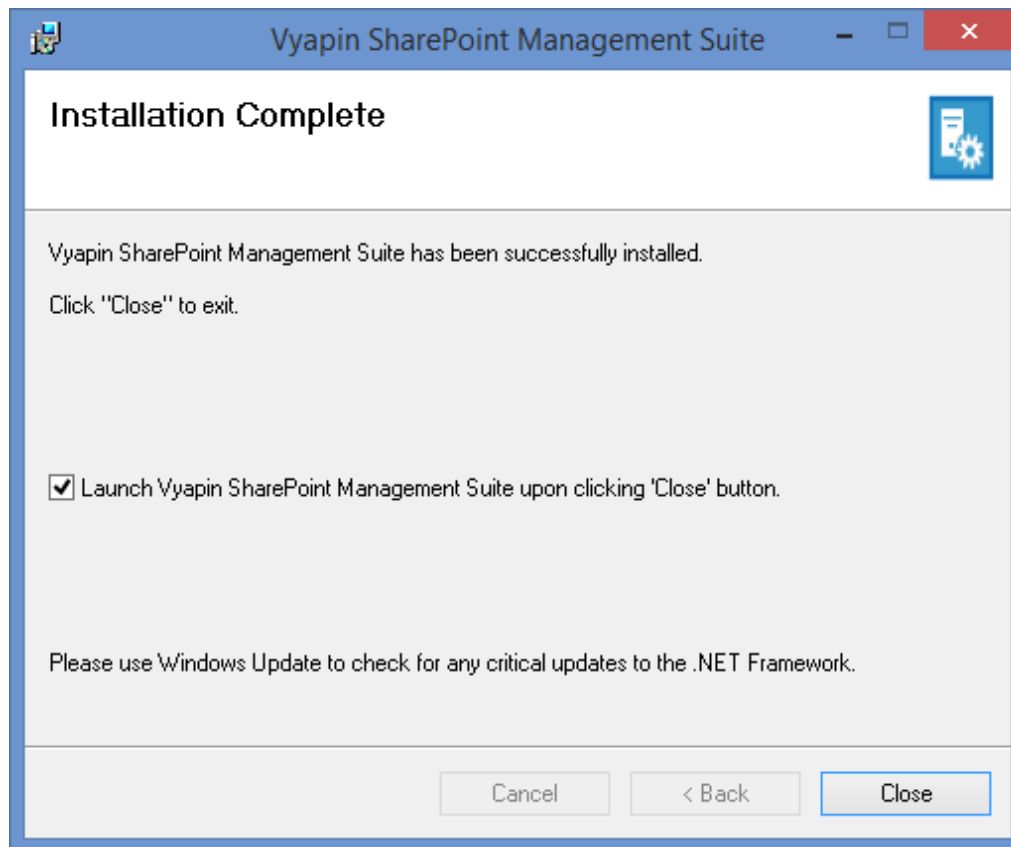 Vyapin SharePoint Management Suite
Installation Complete
Vyapin SharePoint Management Suite has been successfully installed.
Click "Close" to exit.
Launch Vyapin SharePoint Management Suite upon clicking 'Close' button.
Please use Windows Update to check for any critical updates to the .NET Framework.
Cancel
< Back
Close